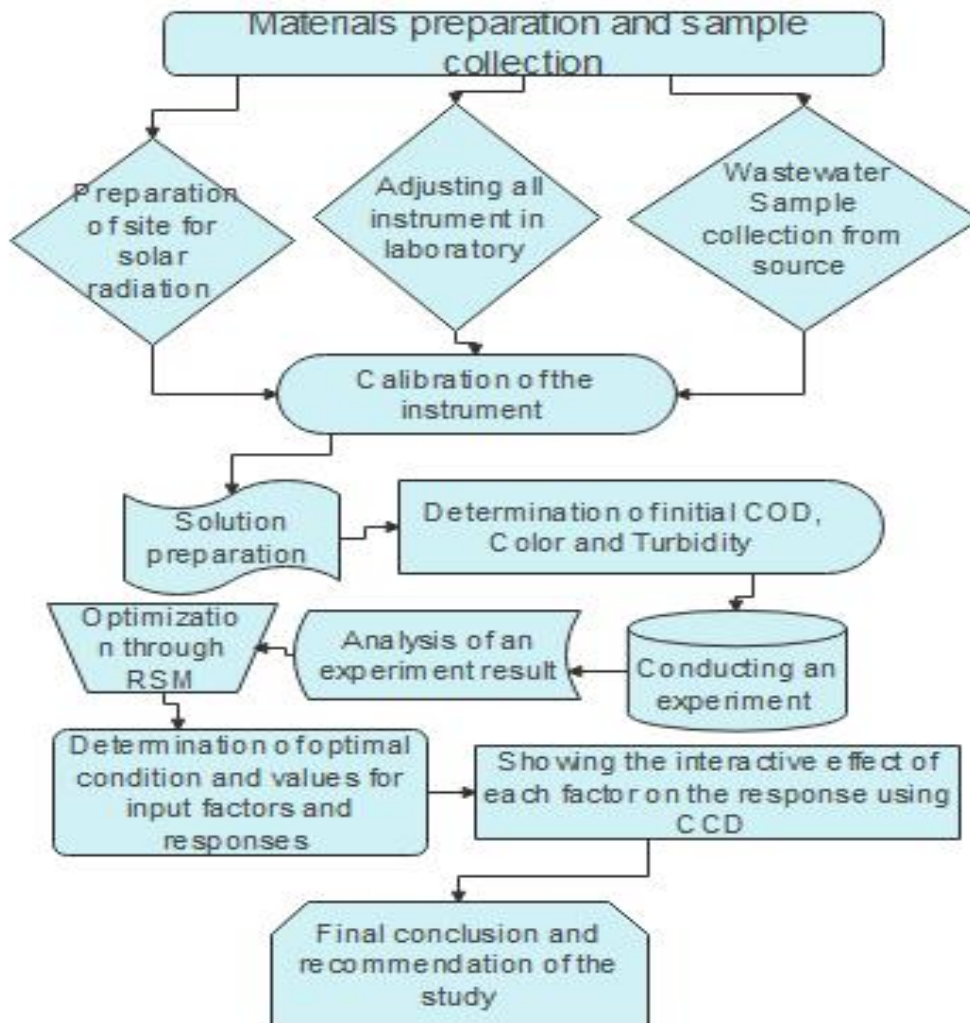 Materials preparation and sample
collection
Preparation
of site for
solar
radiation
Adjusting all
instrument in
laboratory
Wastewater
Sample
collection from
source
Calibration of the
instrument
Solution
preparation
Determination of initial COD,
Color and Turbidity
Optimizatio
n through
RSM
Analysis of an
experiment result
Conducting an
experiment
Determination of optimal
condition and values for
input factors and
responses
Showing the interactive effect of
each factor on the response using
CCD
Final conclusion and
recommendation of the
study